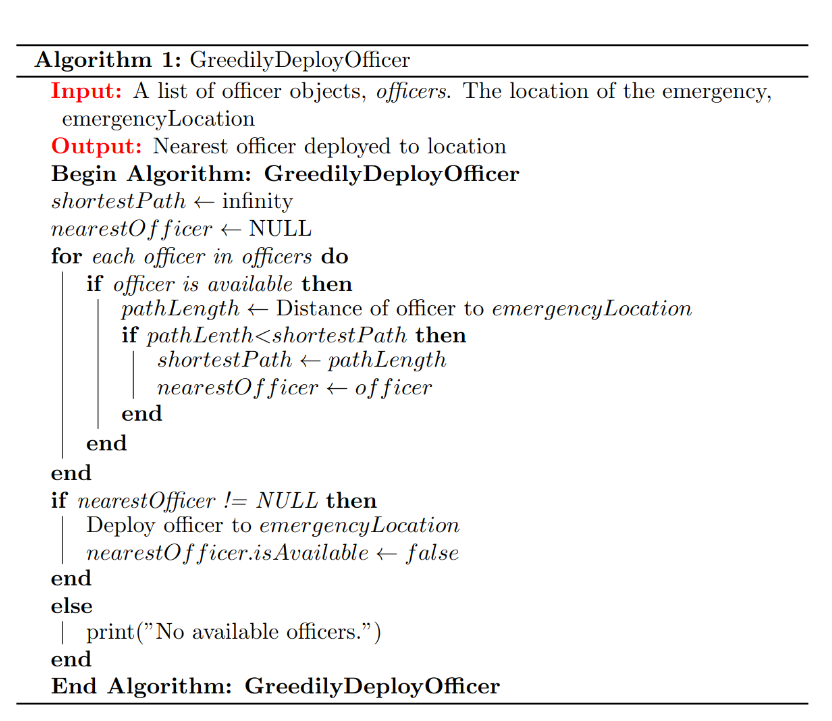 Algorithm 1: GreedilyDeployOfficer
Input: A list of officer objects, officers. The location of the emergency,
emergencyLocation
Output: Nearest officer deployed to location
Begin Algorithm: GreedilyDeployOfficer
shortestPath ← infinity
nearestOfficer ← NULL
for each officer in officers do
if officer is available then
pathLength ← Distance of officer to emergencyLocation
if pathLenth<shortestPath then
shortestPath ← pathLength
nearestOfficer ← officer
end
end
end
if nearestOfficer != NULL then
Deploy officer to emergencyLocation
nearestOfficer.isAvailable ← false
end
else
print("No available officers.")
end
End Algorithm: GreedilyDeployOfficer